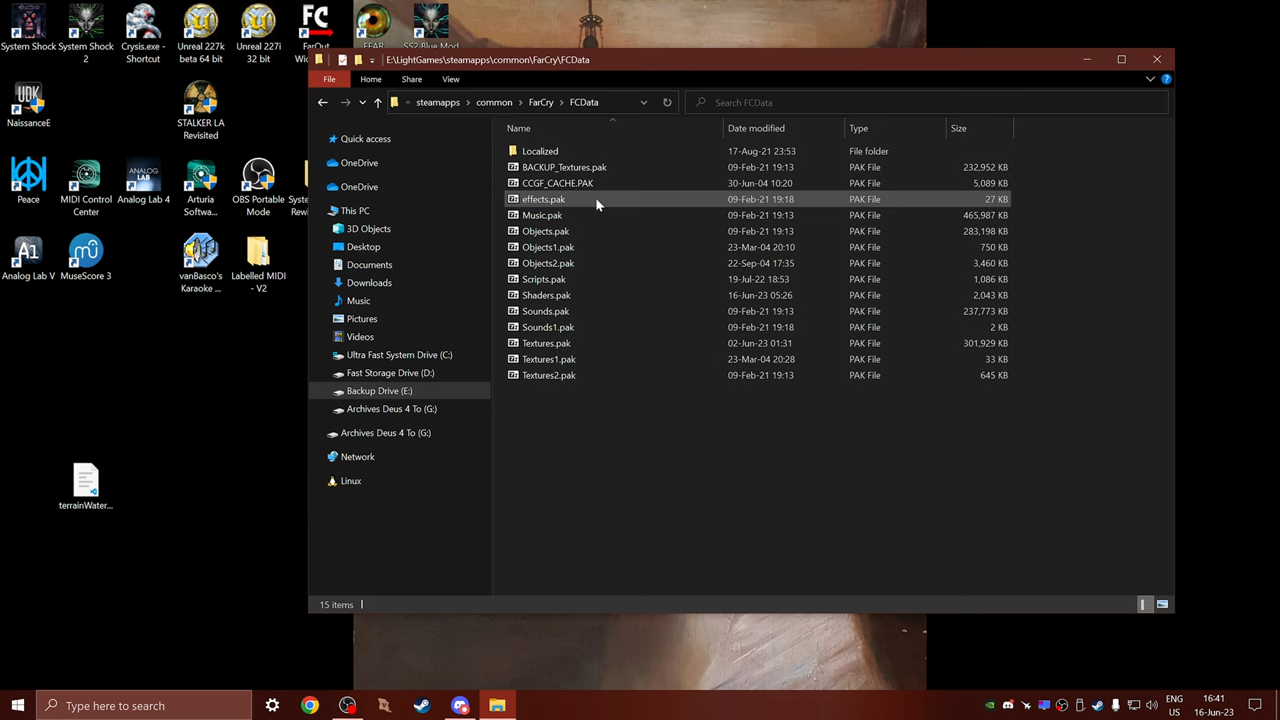 System Shock
System Shock 2
Crysis.exe - Shortcut
Unreal 227k beta 64 bit
Unreal 227i 32 bit
FarOut
FFAR
SS2 Blue Mod
NaissanceE
STALKER LA Revisited
Peace
MIDI Control Center
Analog Lab 4
Arturia Softwa...
OBS Portable Mode
Analog Lab V
MuseScore 3
vanBasco's Karaoke ...
Labelled MIDI - V2
terrainWater...
E:\LightGames\steamapps\common\FarCry\FCData
File Home Share View
« steamapps > common > FarCry > FCData
Search FCData
Quick access
OneDrive
OneDrive
This PC
3D Objects
Desktop
Documents
Downloads
Music
Pictures
Videos
Ultra Fast System Drive (C:)
Fast Storage Drive (D:)
Backup Drive (E:)
Archives Deus 4 To (G:)
Archives Deus 4 To (G:)
Network
Linux
Name Date modified Type Size
Localized 17-Aug-21 23:53 File folder
BACKUP_Textures.pak 09-Feb-21 19:13 PAK File 232,952 KB
CCGF_CACHE.PAK 30-Jun-04 10:20 PAK File 5,089 KB
effects.pak 09-Feb-21 19:18 PAK File 27 KB
Music.pak 09-Feb-21 19:13 PAK File 465,987 KB
Objects.pak 09-Feb-21 19:13 PAK File 283,198 KB
Objects1.pak 23-Mar-04 20:10 PAK File 750 KB
Objects2.pak 22-Sep-04 17:35 PAK File 3,460 KB
Scripts.pak 19-Jul-22 18:53 PAK File 1,086 KB
Shaders.pak 16-Jun-23 05:26 PAK File 2,043 KB
Sounds.pak 09-Feb-21 19:13 PAK File 237,773 KB
Sounds1.pak 09-Feb-21 19:18 PAK File 2 KB
Textures.pak 02-Jun-23 01:31 PAK File 301,929 KB
Textures1.pak 23-Mar-04 20:28 PAK File 33 KB
Textures2.pak 09-Feb-21 19:13 PAK File 645 KB
15 items
Type here to search
ENG US
16:41
16-Jun-23